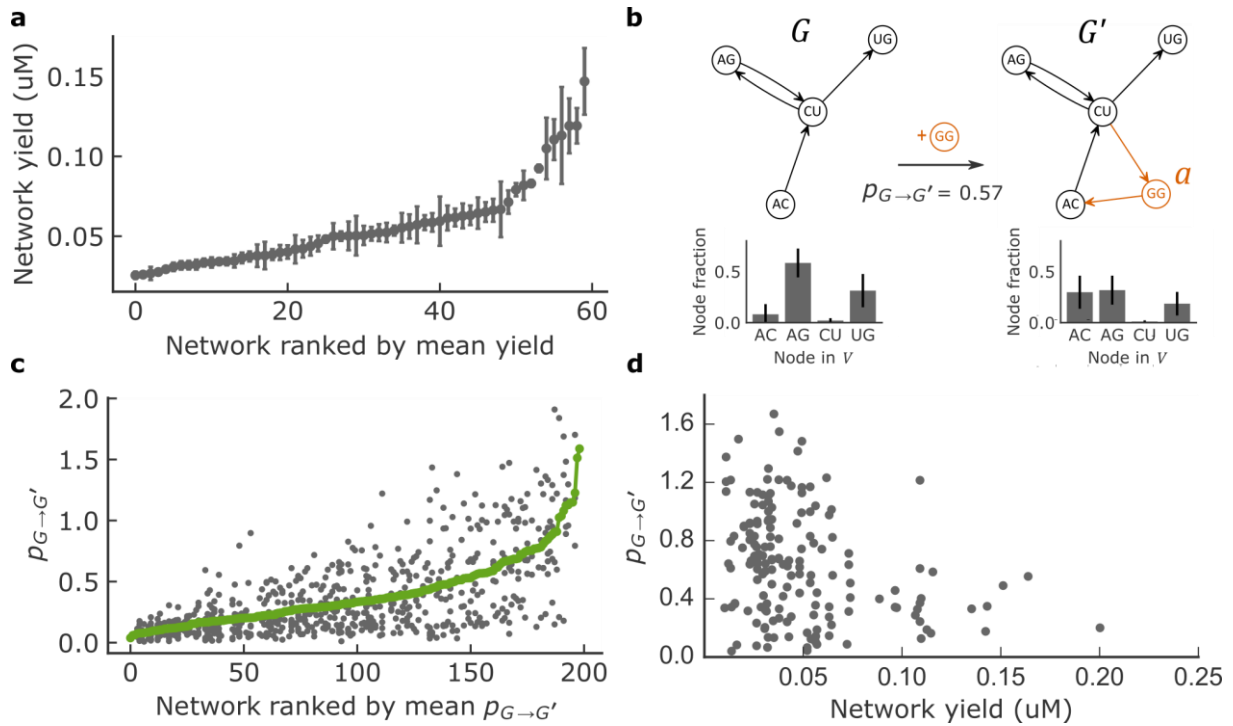 a
Network yield (uM)
0.15
0.10
0.05
0
20
40
60
Network ranked by mean yield
b
G
AG
UG
CU
AC
+ GG
p G→G′ = 0.57
G′
AG
UG
CU
AC
GG
a
Node fraction
0.5
0.0
AC AG CU UG
Node in V
Node fraction
0.5
0.0
AC AG CU UG
Node in V
c
p G→G′
2.0
1.5
1.0
0.5
0.0
0 50 100 150 200
Network ranked by mean p G→G′
d
p G→G′
1.6
1.2
0.8
0.4
0.0
0.05 0.10 0.15 0.20 0.25
Network yield (uM)